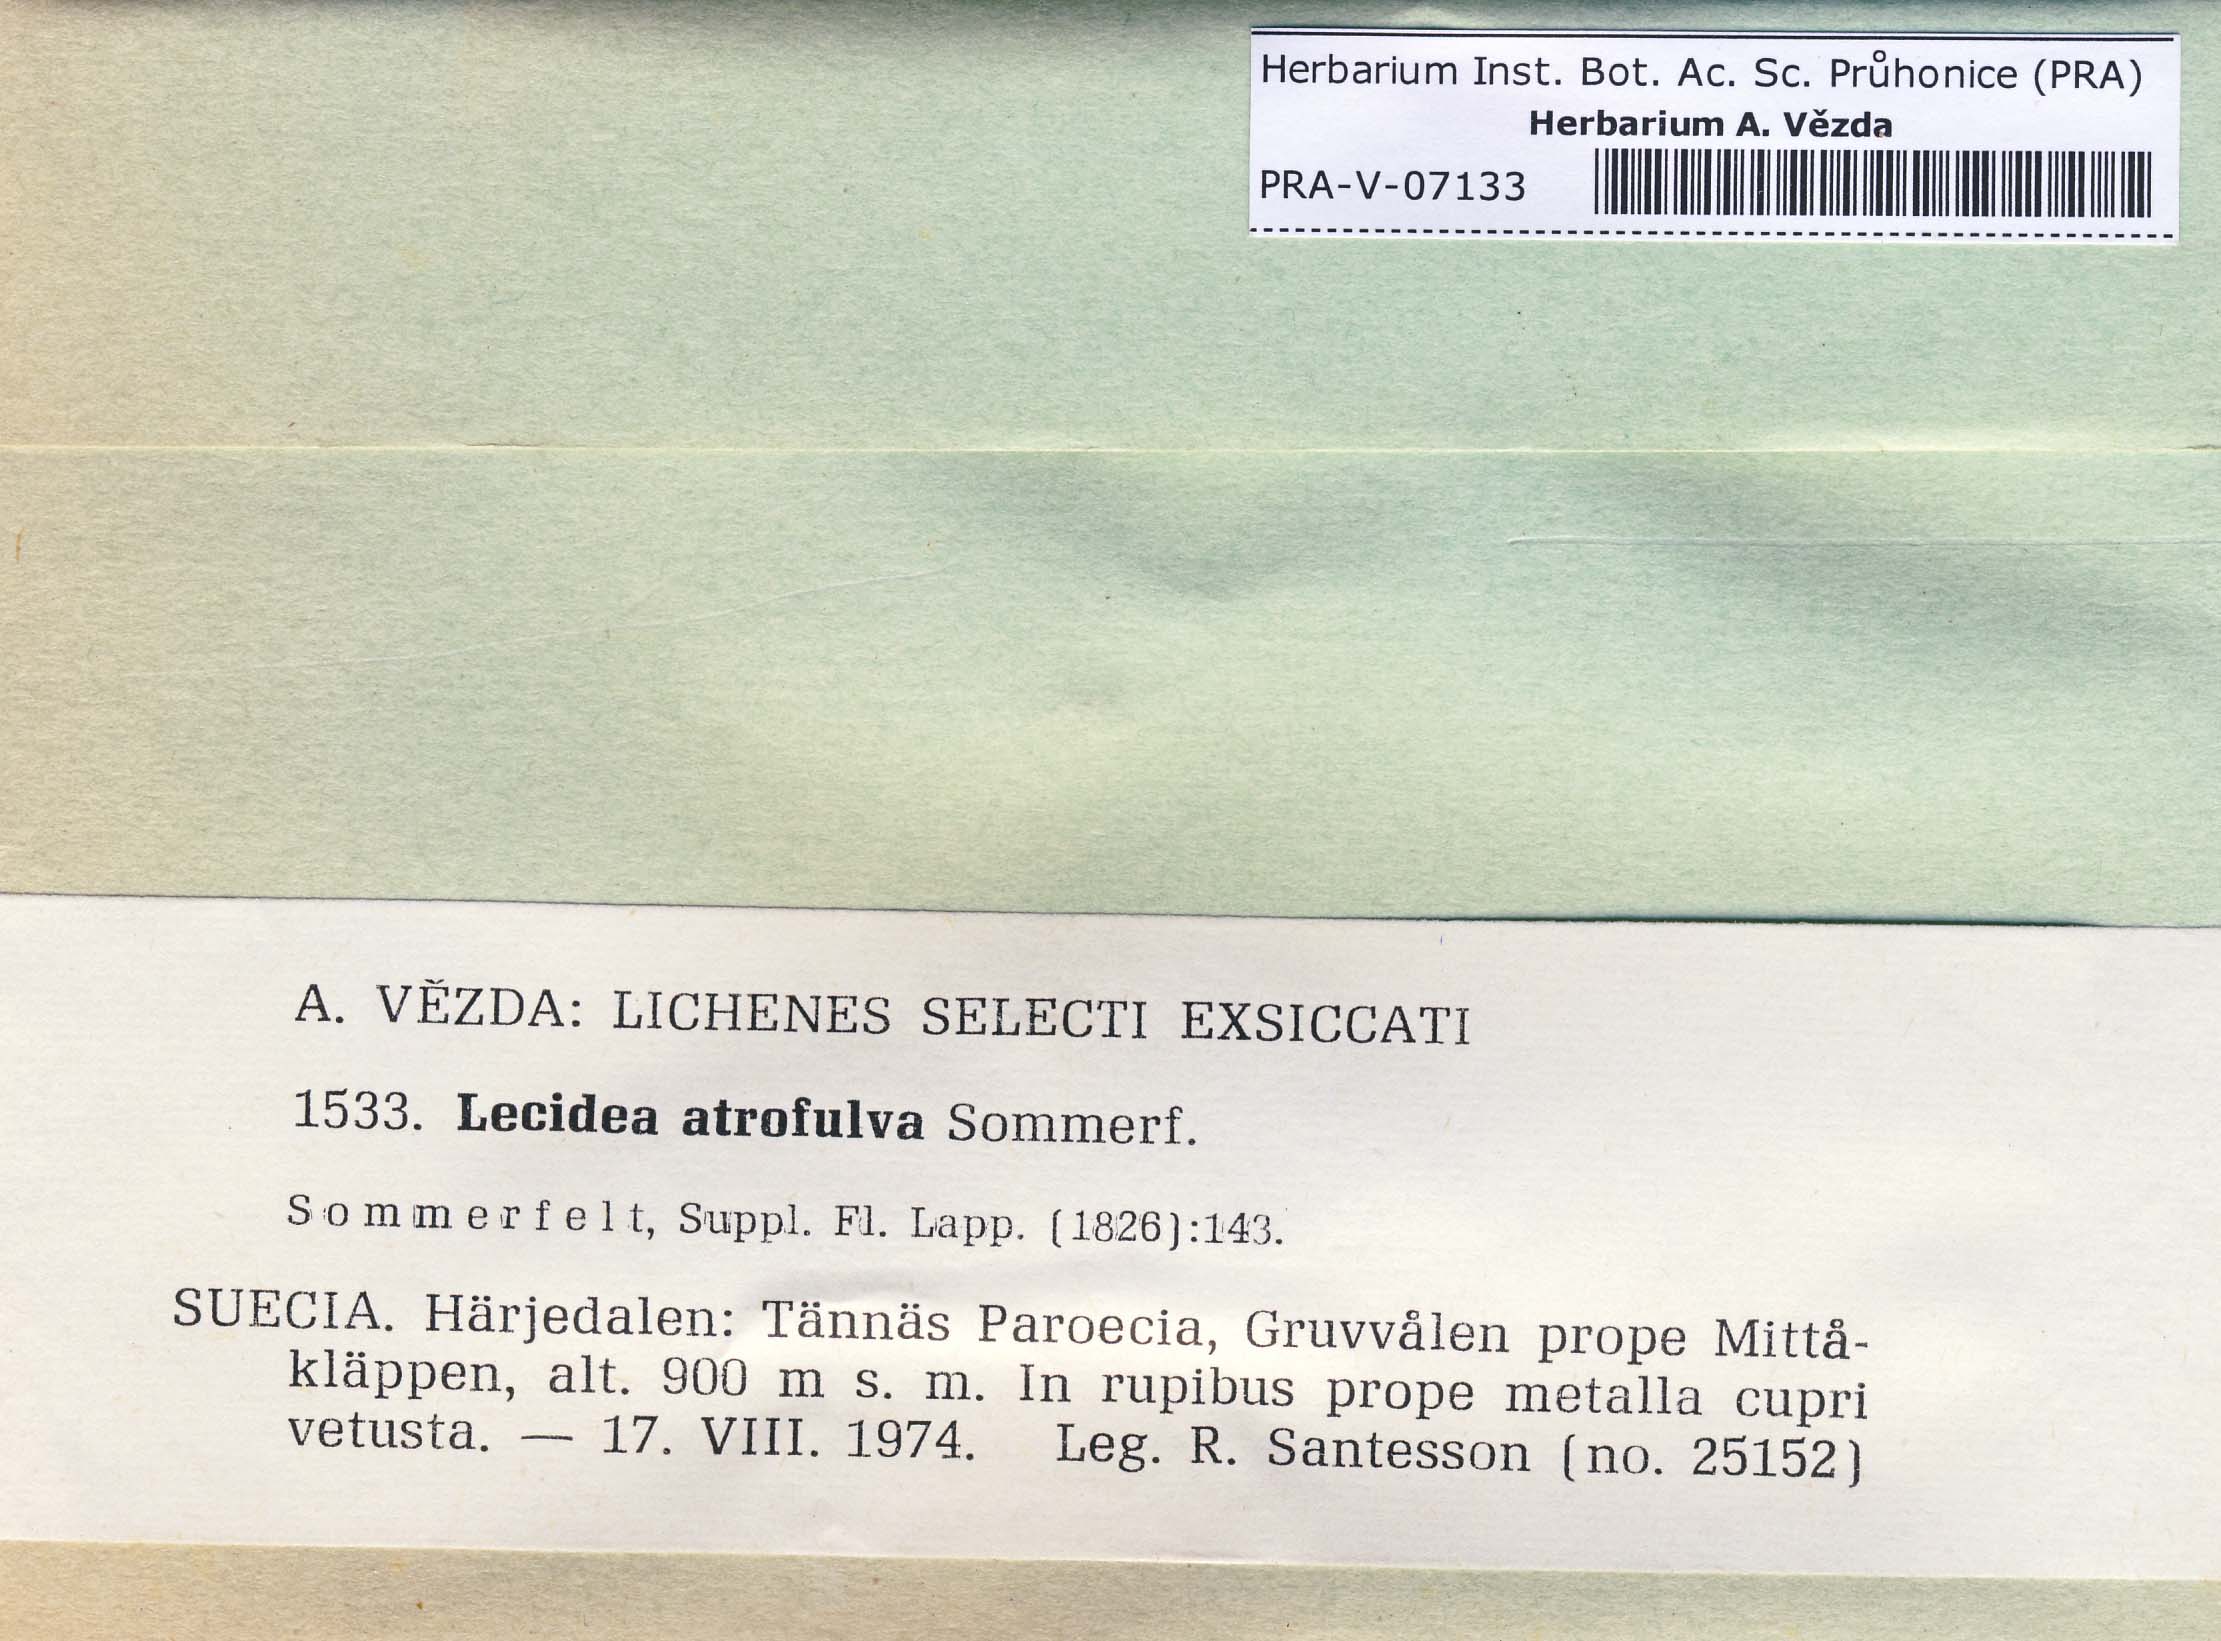 Herbarium Inst. Bot. Ac. Sc. Průhonice (PRA)
Herbarium A. Vězda
PRA-V-07133
A. VĚZDA: LICHENES SELECTI EXSICCATI
1533. Lecidea atrofulva Sommerf.
Sommerfelt, Suppl. Fl. Lapp. (1826):143.
SUECIA. Härjedalen: Tännäs Paroecia, Gruvvålen prope Mittå-
kläppen, alt. 900 m s. m. In rupibus prope metalla cupri
vetusta. — 17. VIII. 1974. Leg. R. Santesson (no. 25152)